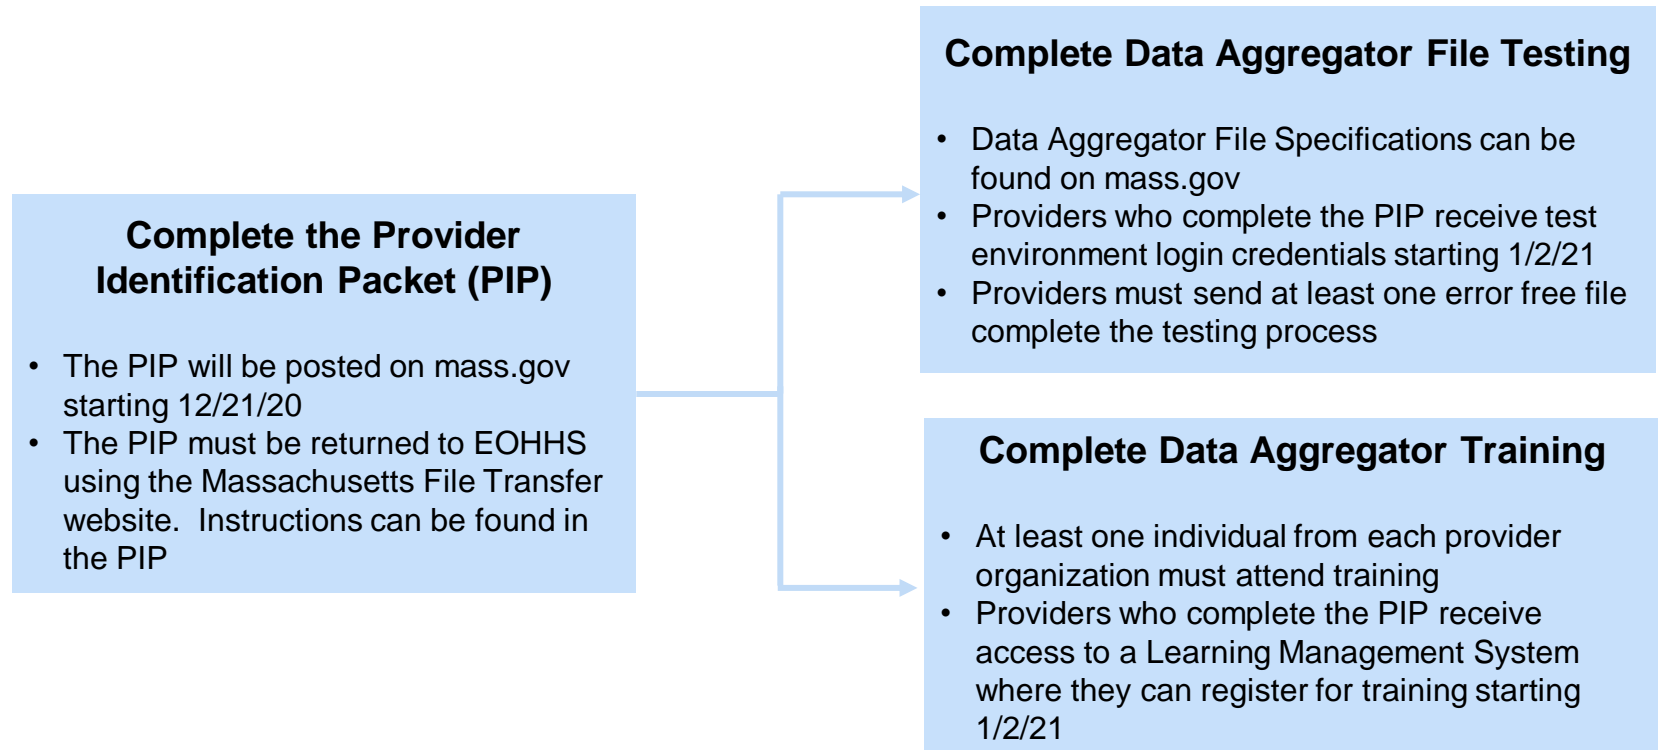 Complete the Provider
Identification Packet (PIP)
• The PIP will be posted on mass.gov
starting 12/21/20
• The PIP must be returned to EOHHS
using the Massachusetts File Transfer
website.  Instructions can be found in
the PIP
Complete Data Aggregator File Testing
• Data Aggregator File Specifications can be
found on mass.gov
• Providers who complete the PIP receive test
environment login credentials starting 1/2/21
• Providers must send at least one error free file
complete the testing process
Complete Data Aggregator Training
• At least one individual from each provider
organization must attend training
• Providers who complete the PIP receive
access to a Learning Management System
where they can register for training starting
1/2/21